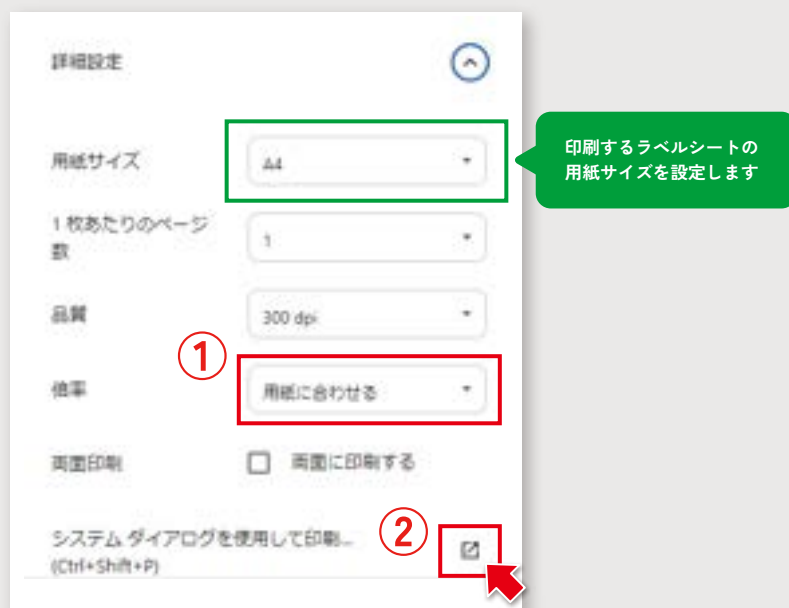 詳細設定
用紙サイズ
A4
印刷するラベルシートの
用紙サイズを設定します
1 枚あたりのページ
数
1
品質
300 dpi
①
倍率
用紙に合わせる
両面印刷
両面に印刷する
システム ダイアログを使用して印刷...
(Ctrl+Shift+P)
②